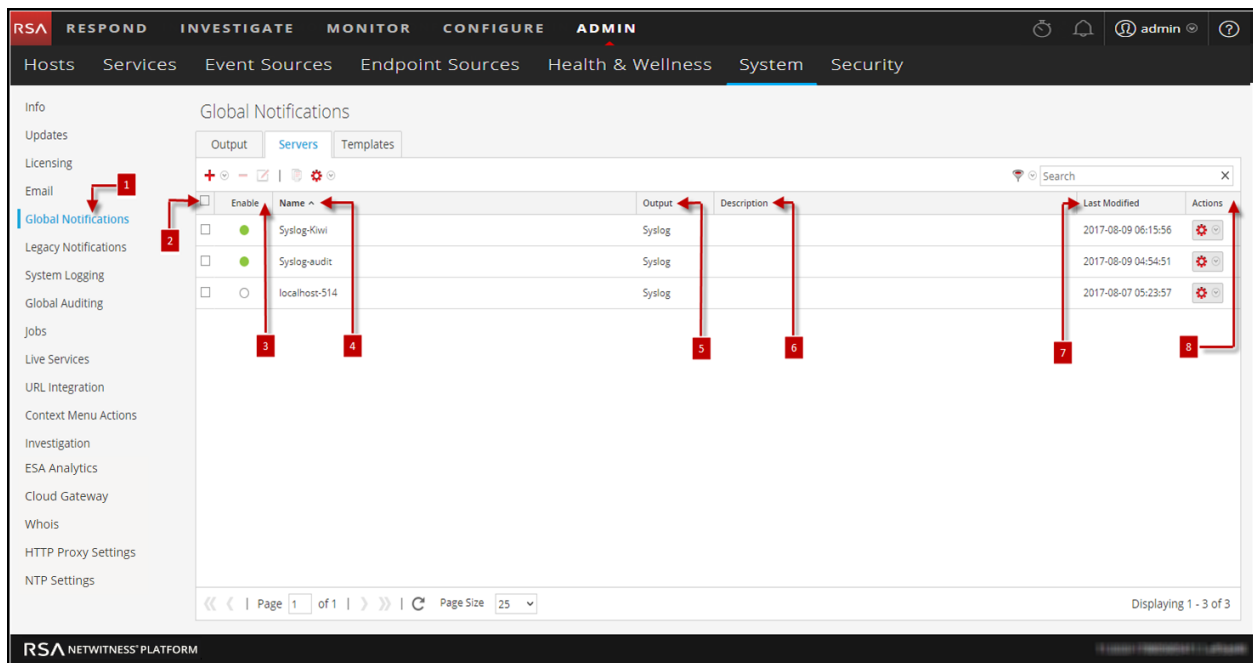 RSA RESPOND INVESTIGATE MONITOR CONFIGURE ADMIN admin ?
Hosts Services Event Sources Endpoint Sources Health & Wellness System Security
Info
Updates
Licensing
Email
Global Notifications
Legacy Notifications
System Logging
Global Auditing
Jobs
Live Services
URL Integration
Context Menu Actions
Investigation
ESA Analytics
Cloud Gateway
Whois
HTTP Proxy Settings
NTP Settings
1
2
Global Notifications
Output Servers Templates
Search X
Enable Name Output Description Last Modified Actions
Syslog-Kiwi Syslog 2017-08-09 06:15:56
Syslog-audit Syslog 2017-08-09 04:54:51
localhost-514 Syslog 2017-08-07 05:23:57
3 4 5 6 7 8
Page 1 of 1 Page Size 25 Displaying 1 - 3 of 3
RSA NETWITNESS® PLATFORM